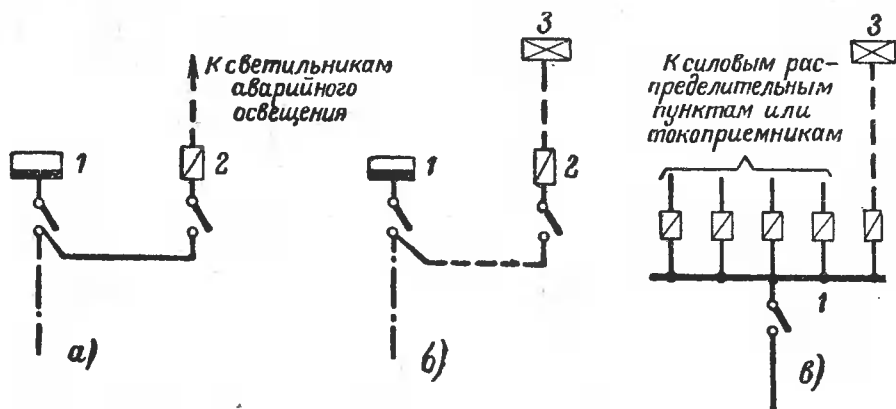 3
3
К светильникам
аварийного
освещения
К силовым рас-
пределительным
пунктам или
токоприемникам
1
2
1
2
1
а)
б)
в)